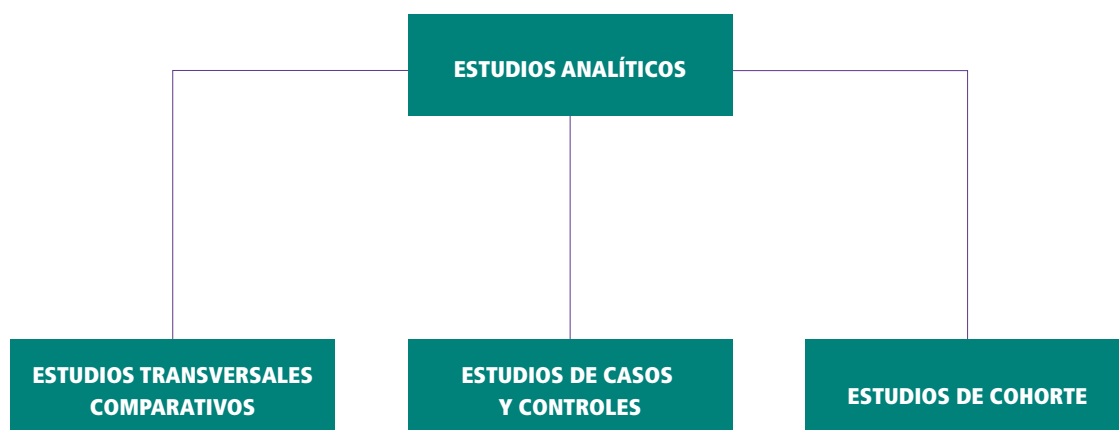 ESTUDIOS ANALÍTICOS
ESTUDIOS TRANSVERSALES
COMPARATIVOS
ESTUDIOS DE CASOS
Y CONTROLES
ESTUDIOS DE COHORTE